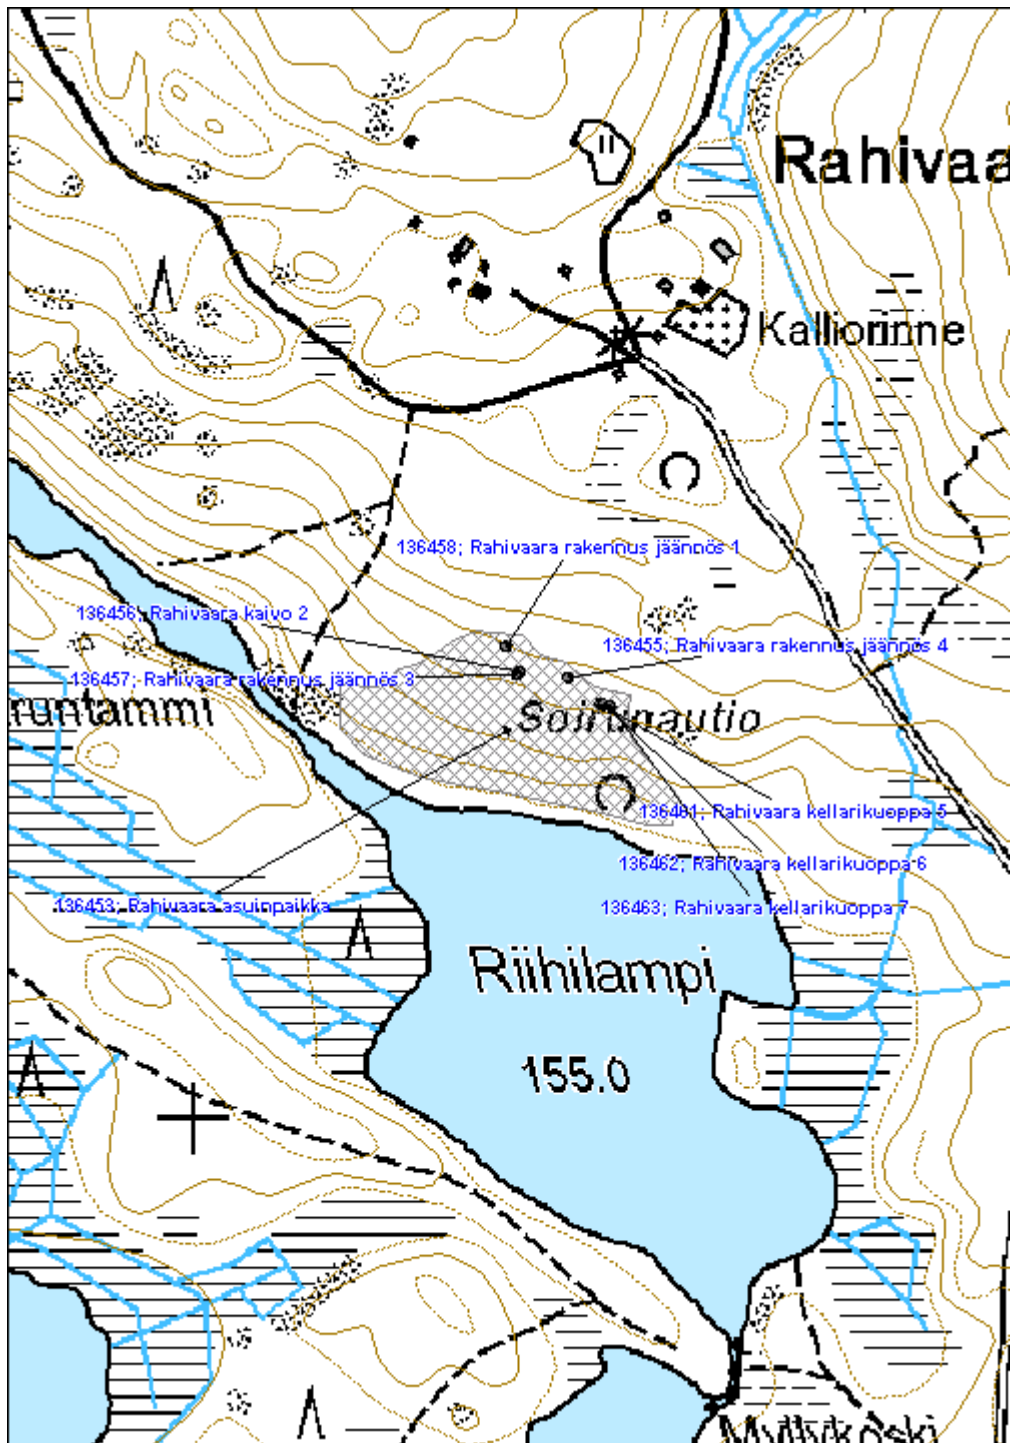 Rahivaa
Kalliorinne
136458; Rahivaara rakennus jäännös 1
136456; Rahivaara kaivo 2
136455; Rahivaara rakennus jäännös 4
136457; Rahivaara rakennus jäännös 3
runtammi
Soirunautio
136461; Rahivaara kellarikuoppa 5
136462; Rahivaara kellarikuoppa 6
136453; Rahivaara asuinpaikka
136463; Rahivaara kellarikuoppa 7
Riihilampi
155.0
Myllykoski